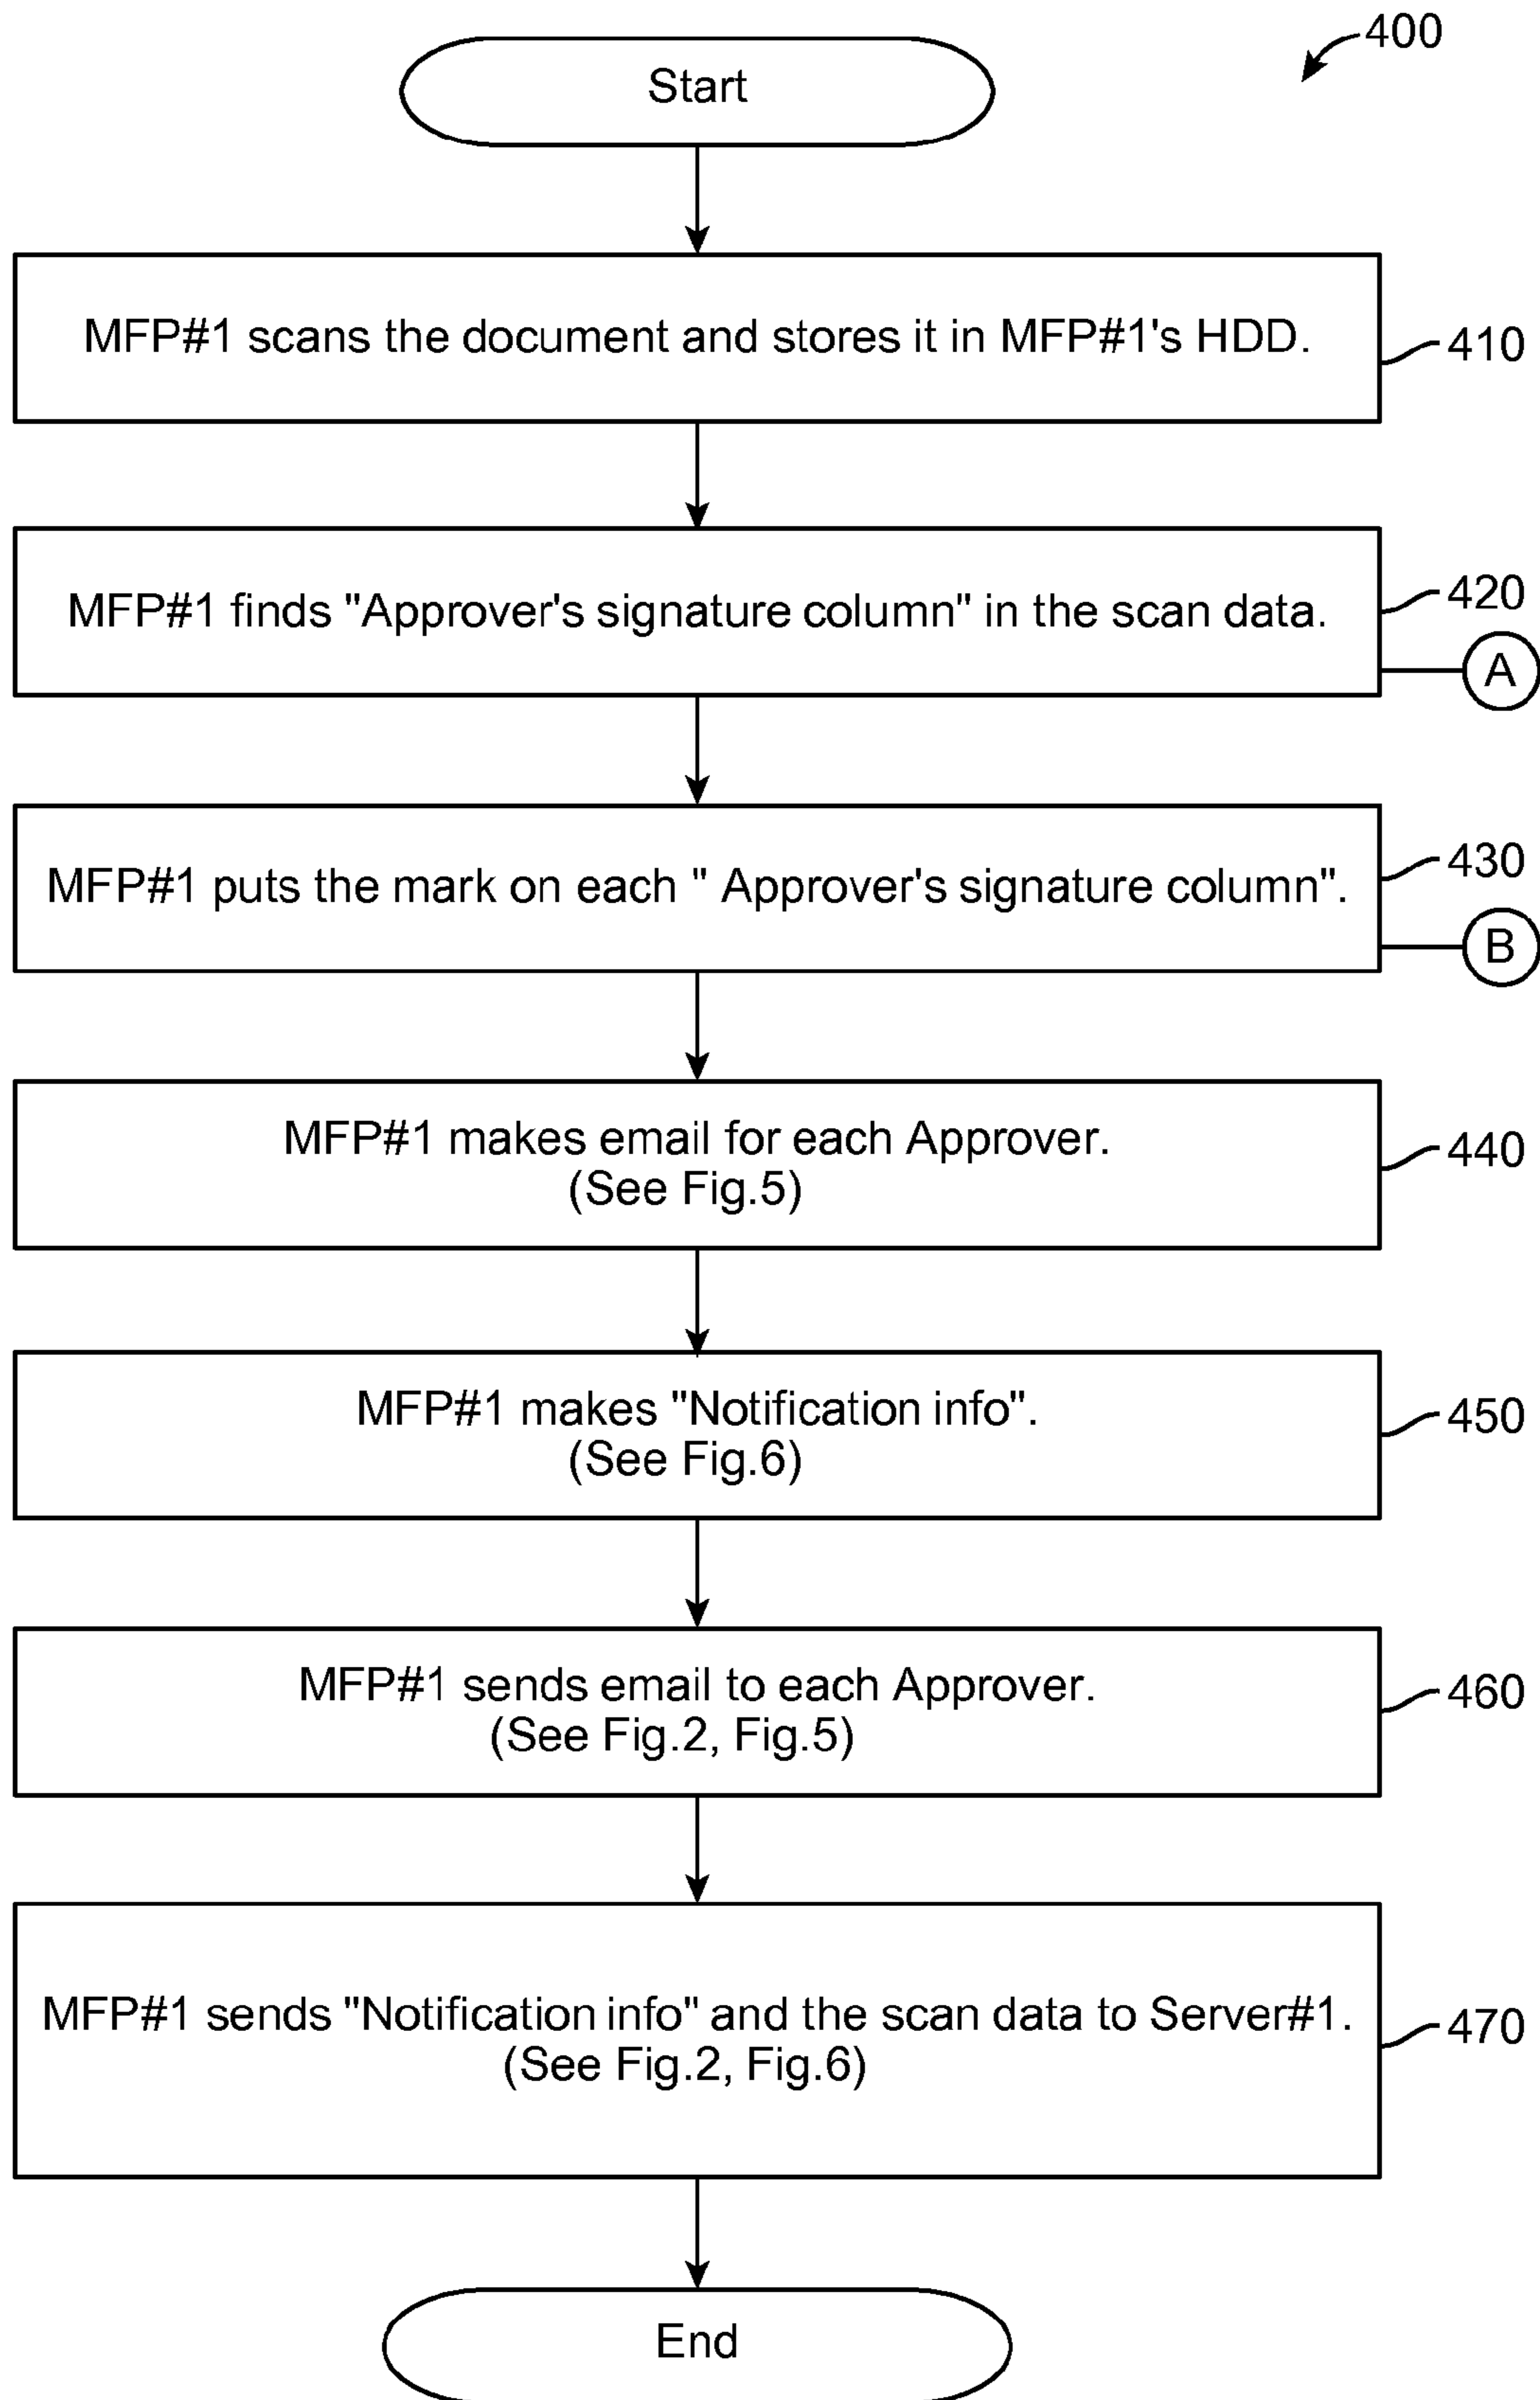 400
Start
MFP#1 scans the document and stores it in MFP#1's HDD.
410
MFP#1 finds "Approver's signature column" in the scan data.
420
A
MFP#1 puts the mark on each " Approver's signature column".
430
B
MFP#1 makes email for each Approver.
(See Fig.5)
440
MFP#1 makes "Notification info".
(See Fig.6)
450
MFP#1 sends email to each Approver.
(See Fig.2, Fig.5)
460
MFP#1 sends "Notification info" and the scan data to Server#1.
(See Fig.2, Fig.6)
470
End